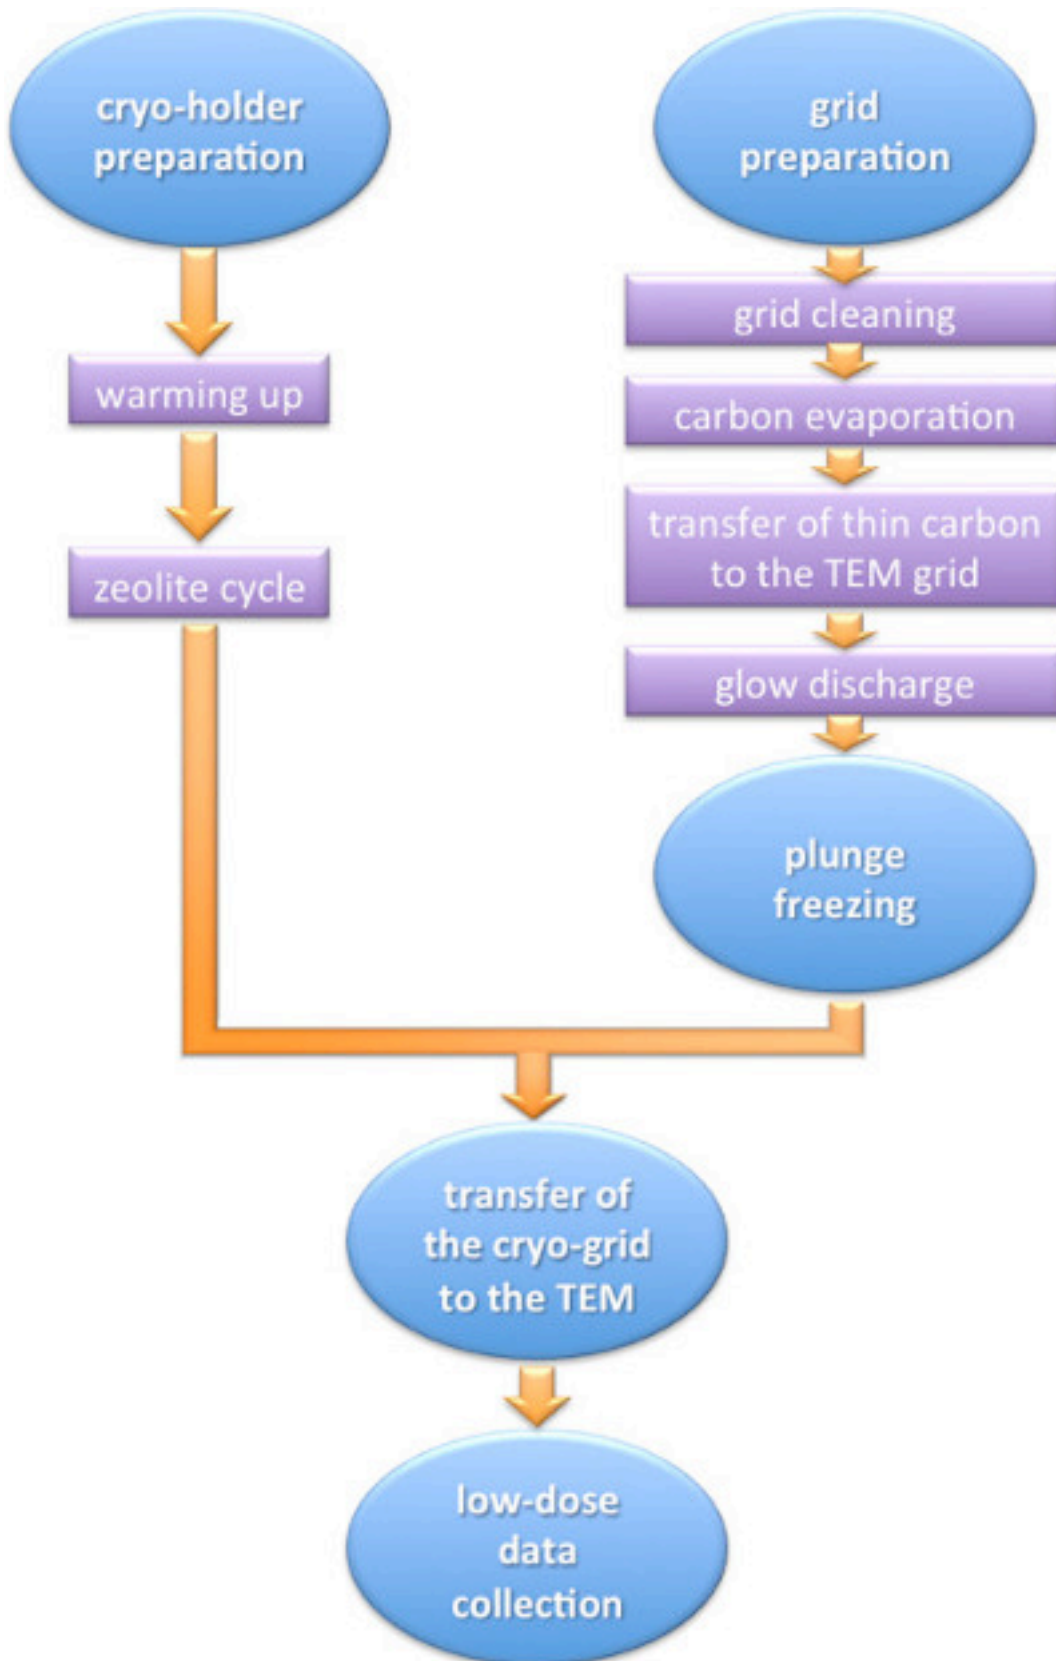 cryo-holder
preparation
grid
preparation
grid cleaning
warming up
carbon evaporation
transfer of thin carbon
to the TEM grid
zeolite cycle
glow discharge
plunge
freezing
transfer of
the cryo-grid
to the TEM
low-dose
data
collection